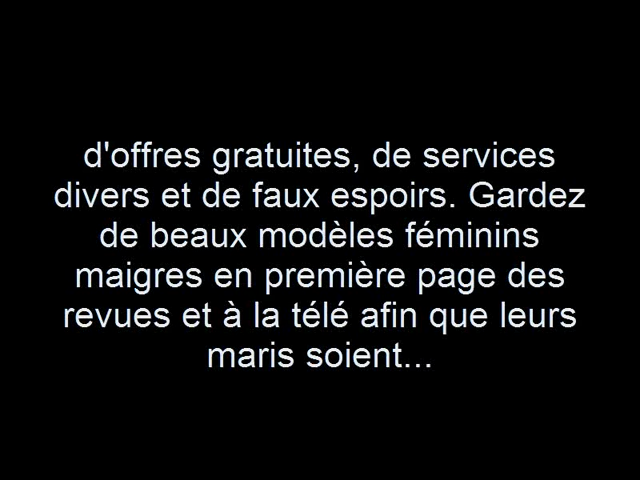 d'offres gratuites, de services
divers et de faux espoirs. Gardez
de beaux modèles féminins
maigres en première page des
revues et à la télé afin que leurs
maris soient...